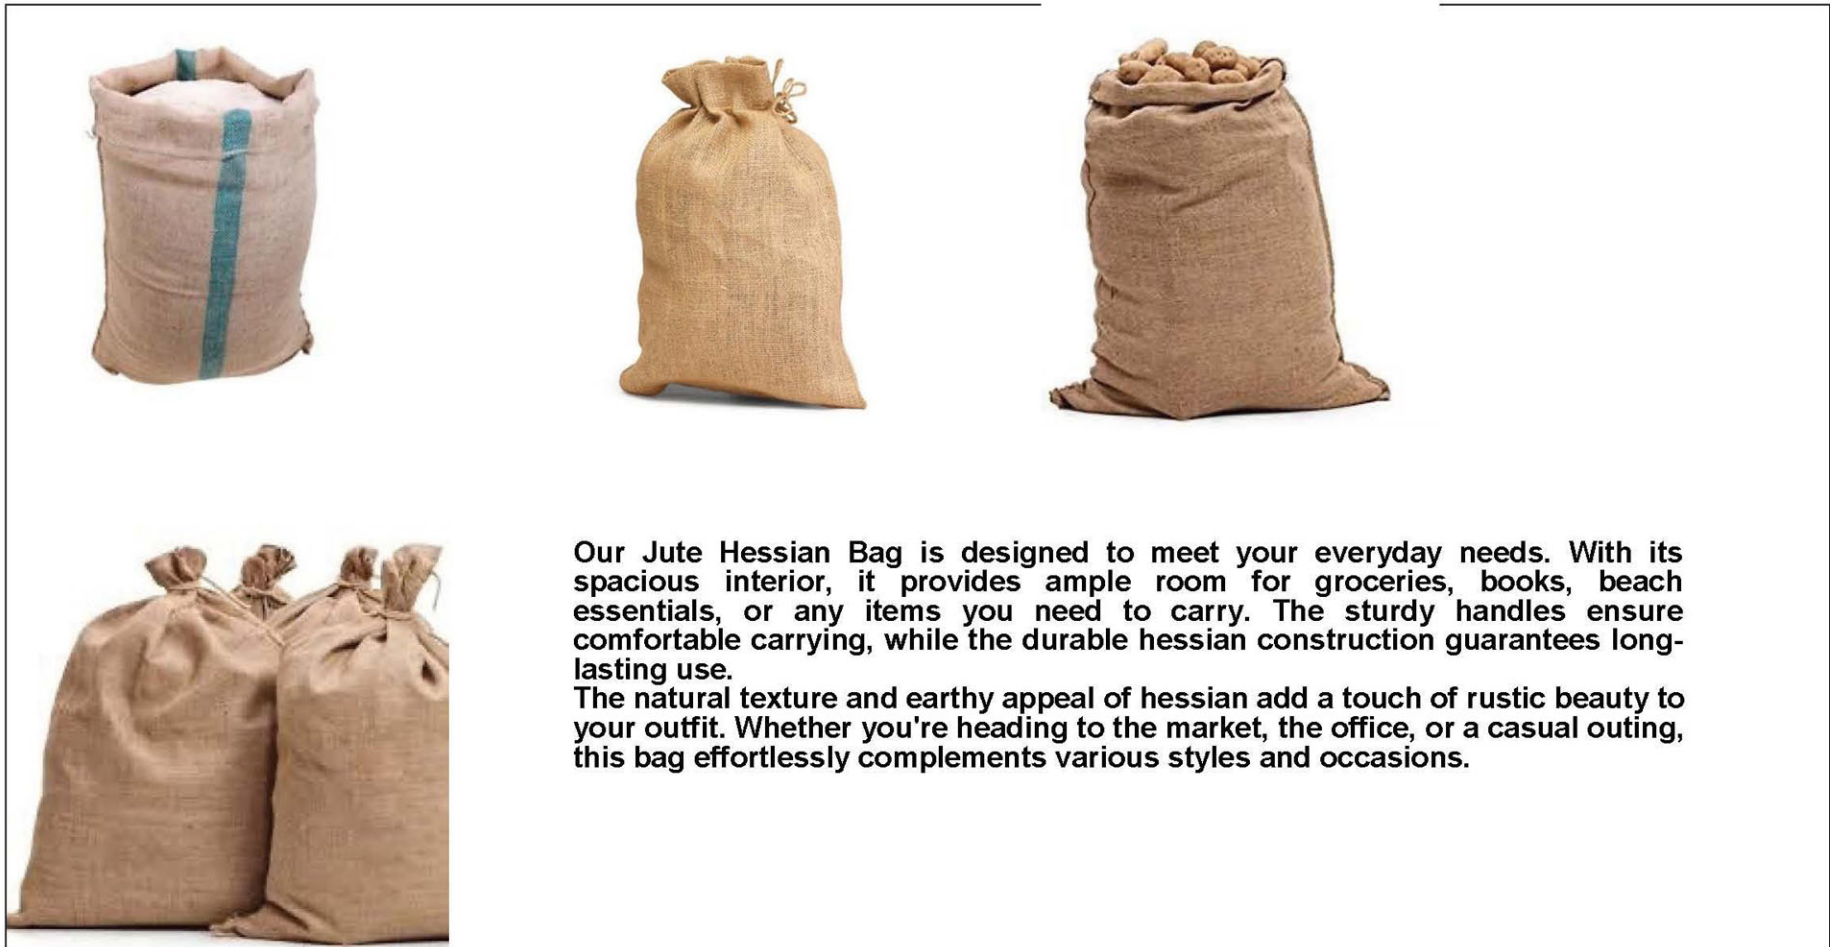 Our Jute Hessian Bag is designed to meet your everyday needs. With its
spacious interior, it provides ample room for groceries, books, beach
essentials, or any items you need to carry. The sturdy handles ensure
comfortable carrying, while the durable hessian construction guarantees long-
lasting use.
The natural texture and earthy appeal of hessian add a touch of rustic beauty to
your outfit. Whether you're heading to the market, the office, or a casual outing,
this bag effortlessly complements various styles and occasions.